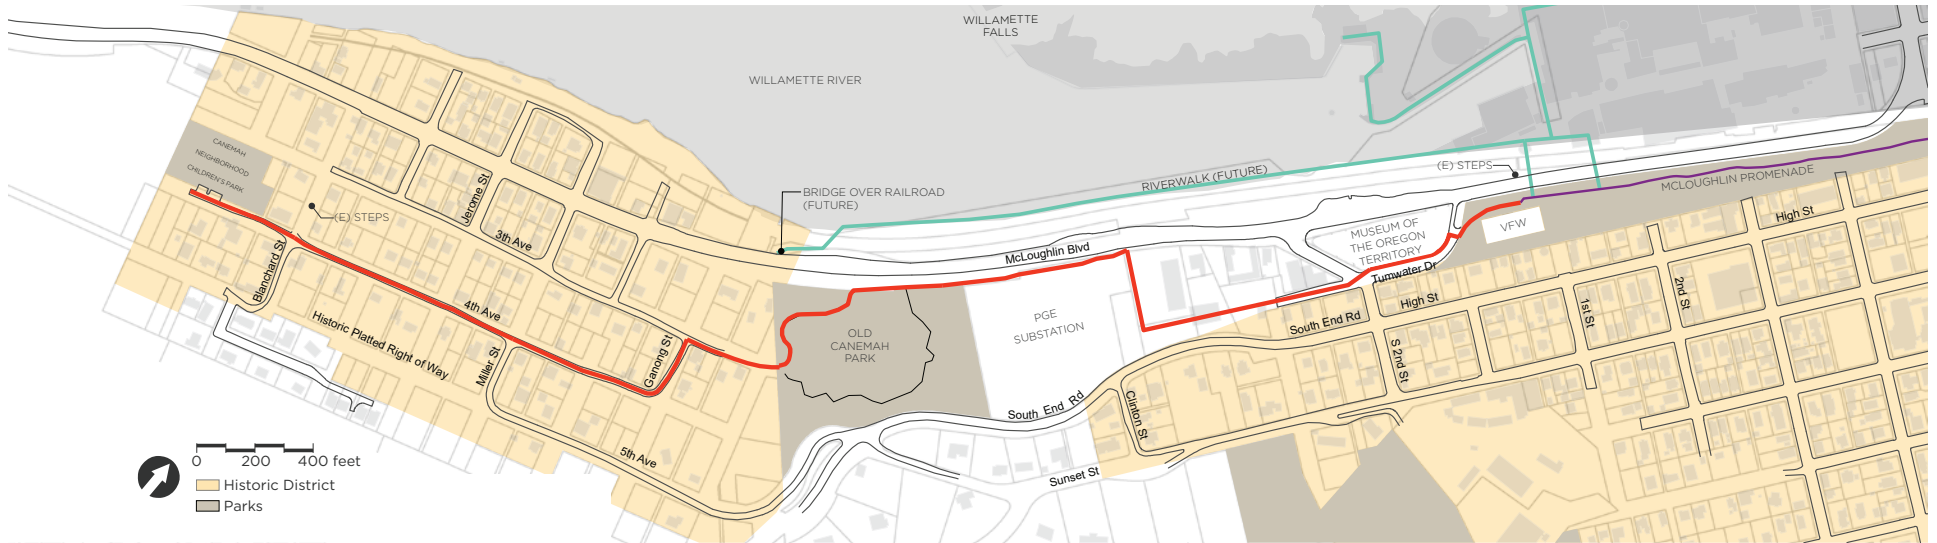 WILLAMETTE
FALLS
WILLAMETTE RIVER
CANEMAH
NEIGHBORHOOD
CHILDREN'S PARK
(E) STEPS
Jerome St
3rd Ave
BRIDGE OVER RAILROAD
(FUTURE)
RIVERWALK (FUTURE)
(E) STEPS
MCLOUGHLIN PROMENADE
McLoughlin Blvd
MUSEUM OF
THE OREGON
TERRITORY
VFW
High St
Tumwater Dr
Blanchard St
4th Ave
Historic Platted Right of Way
Miller St
Ganong St
5th Ave
OLD
CANEMAH
PARK
PGE
SUBSTATION
South End Rd
High St
1st St
2nd St
S 2nd St
South End Rd
Clinton St
Sunset St
0 200 400 feet
Historic District
Parks